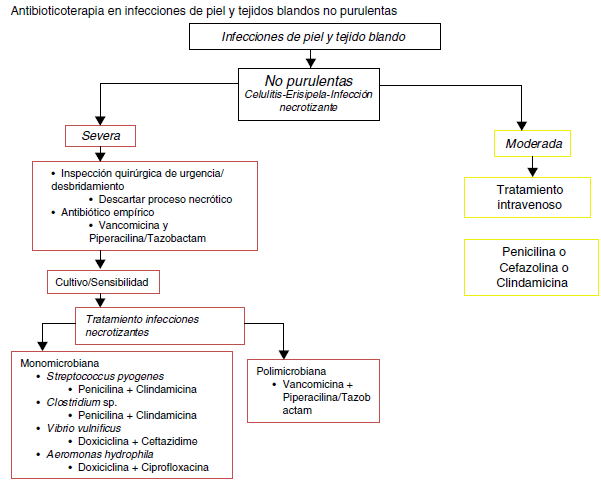 Antibioticoterapia en infecciones de piel y tejidos blandos no purulentas
Infecciones de piel y tejido blando
No purulentas
Celulitis-Erisipela-Infección
necrotizante
Severa
• Inspección quirúrgica de urgencia/
desbridamiento
• Descartar proceso necrótico
• Antibiótico empírico
• Vancomicina y
Piperacilina/Tazobactam
Cultivo/Sensibilidad
Tratamiento infecciones
necrotizantes
Monomicrobiana
• Streptococcus pyogenes
• Penicilina + Clindamicina
• Clostridium sp.
• Penicilina + Clindamicina
• Vibrio vulnificus
• Doxiciclina + Ceftazidime
• Aeromonas hydrophila
• Doxiciclina + Ciprofloxacina
Polimicrobiana
• Vancomicina +
Piperacilina/Tazob
actam
Moderada
Tratamiento
intravenoso
Penicilina o
Cefazolina o
Clindamicina